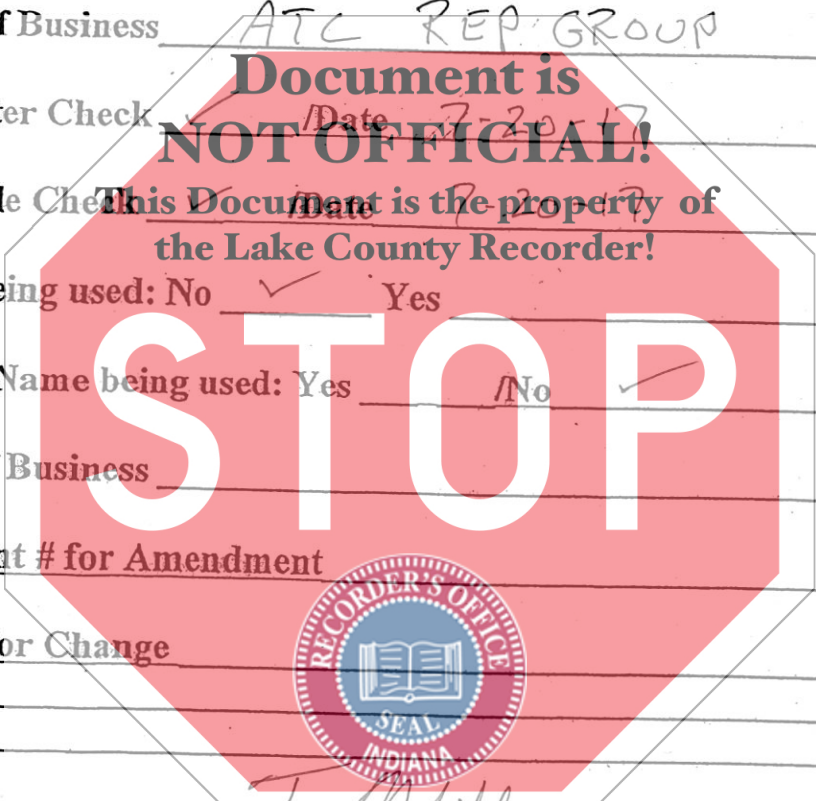 f Business ATC REP GROUP
Document is
er Check ✓ /Date 7-20-17
NOT OFFICIAL!
e Check ✓ /Date 7-20-17
This Document is the property of
the Lake County Recorder!
eing used: No ✓ Yes
Name being used: Yes /No ✓
STOP
Business
nt # for Amendment
RECORDER'S OFFICE
or Change
SEAL
INDIANA